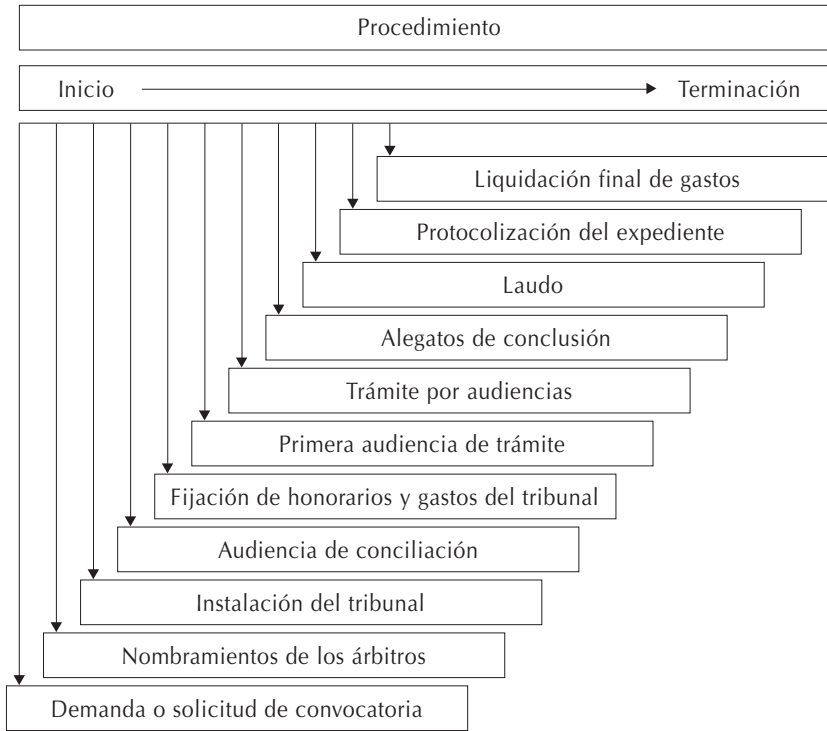 Procedimiento
Inicio Terminación
Liquidación final de gastos
Protocolización del expediente
Laudo
Alegatos de conclusión
Trámite por audiencias
Primera audiencia de trámite
Fijación de honorarios y gastos del tribunal
Audiencia de conciliación
Instalación del tribunal
Nombramientos de los árbitros
Demanda o solicitud de convocatoria